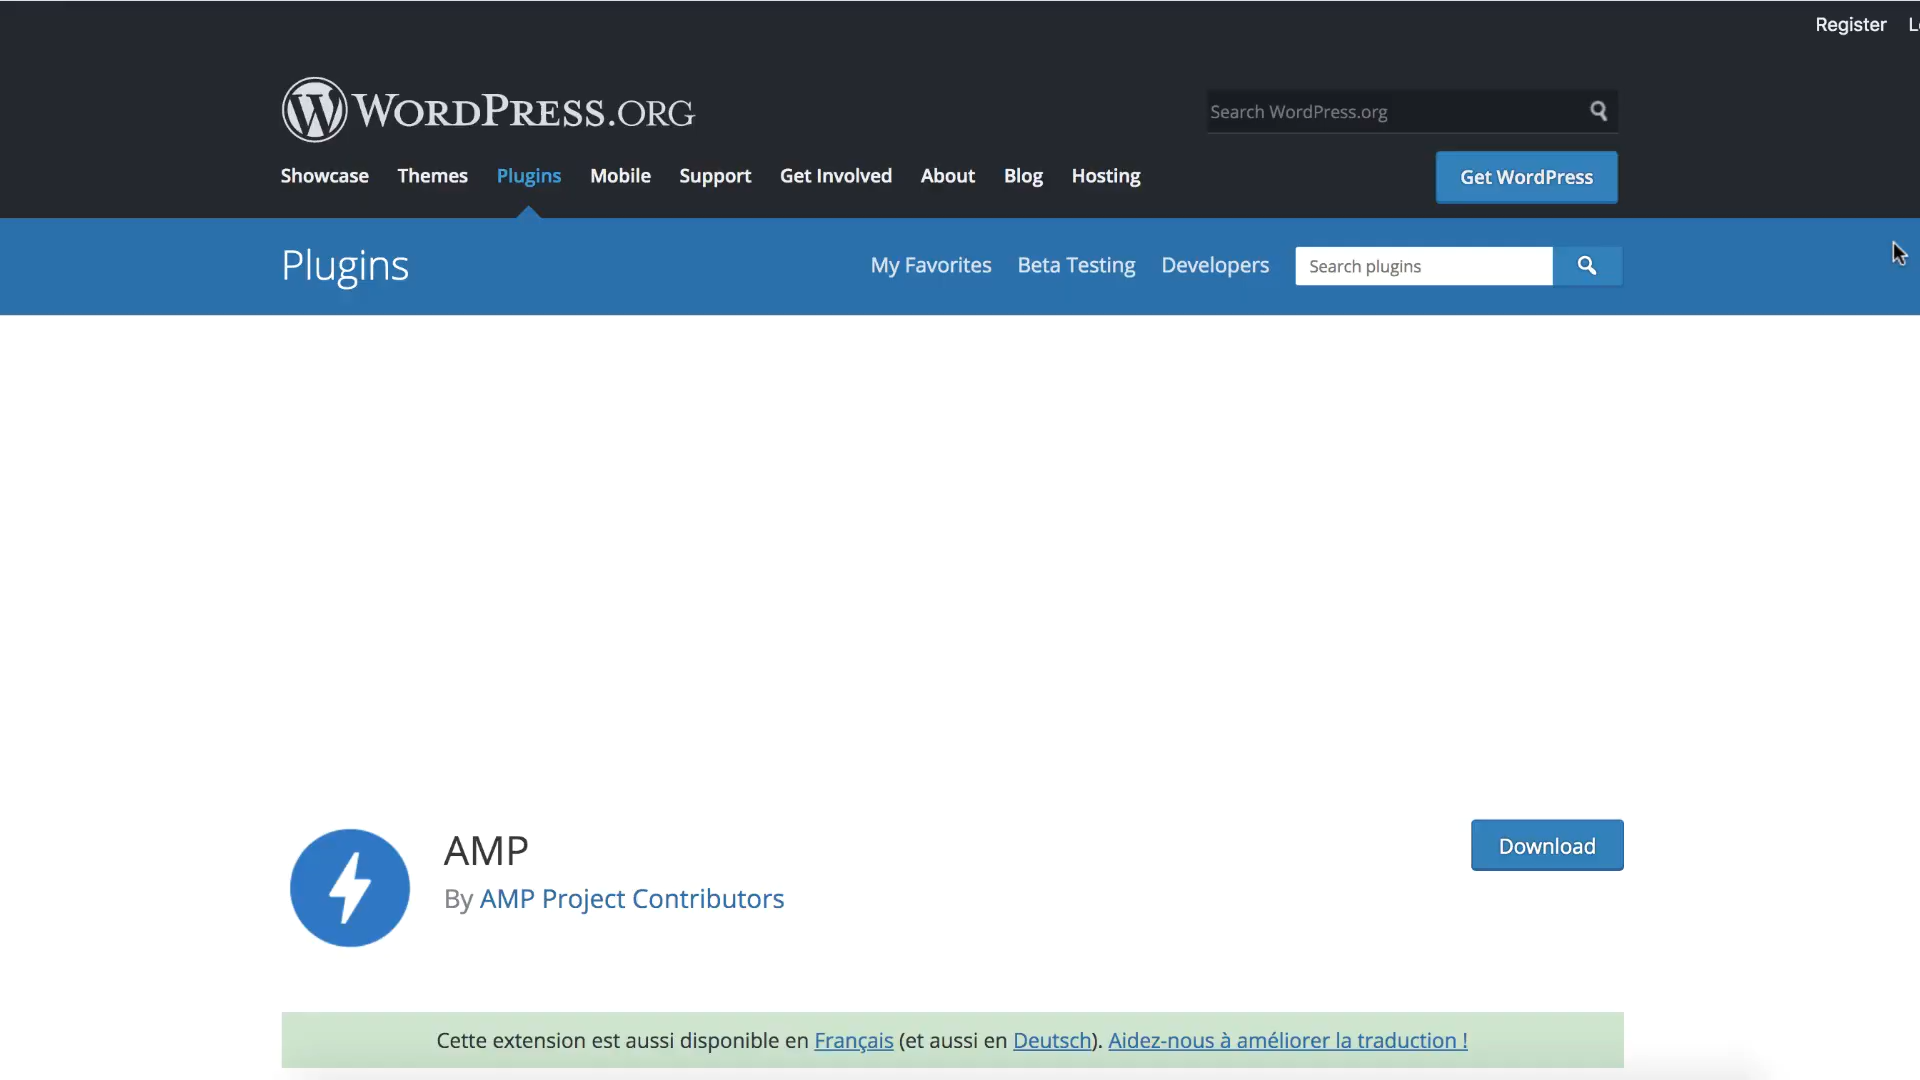 Register
WORDPRESS.ORG
Search WordPress.org
Showcase Themes Plugins Mobile Support Get Involved About Blog Hosting
Get WordPress
Plugins
My Favorites Beta Testing Developers
Search plugins
AMP
By AMP Project Contributors
Download
Cette extension est aussi disponible en Français (et aussi en Deutsch). Aidez-nous à améliorer la traduction !